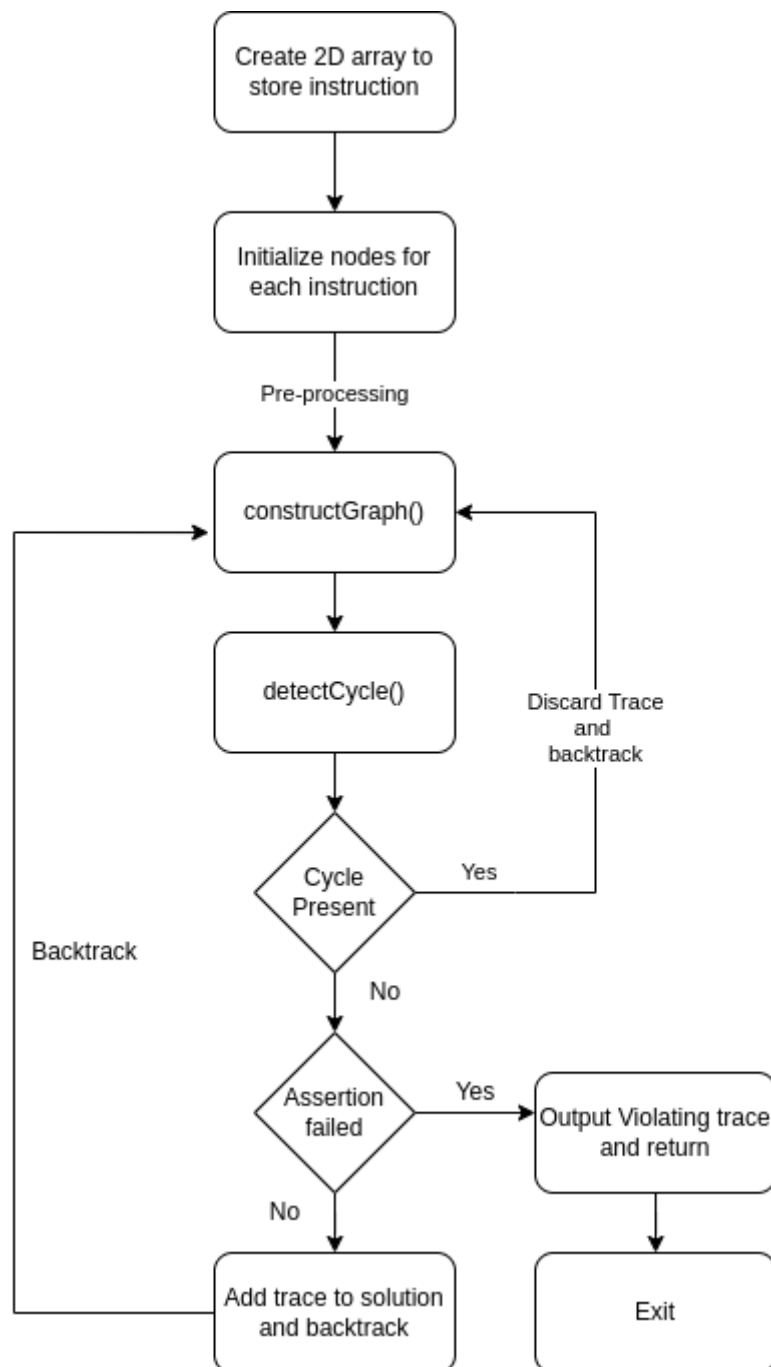 Create 2D array to
store instruction
Initialize nodes for
each instruction
Pre-processing
constructGraph()
detectCycle()
Discard Trace
and
backtrack
Cycle
Present
Yes
Backtrack
No
Assertion
failed
Yes
Output Violating trace
and return
No
Add trace to solution
and backtrack
Exit